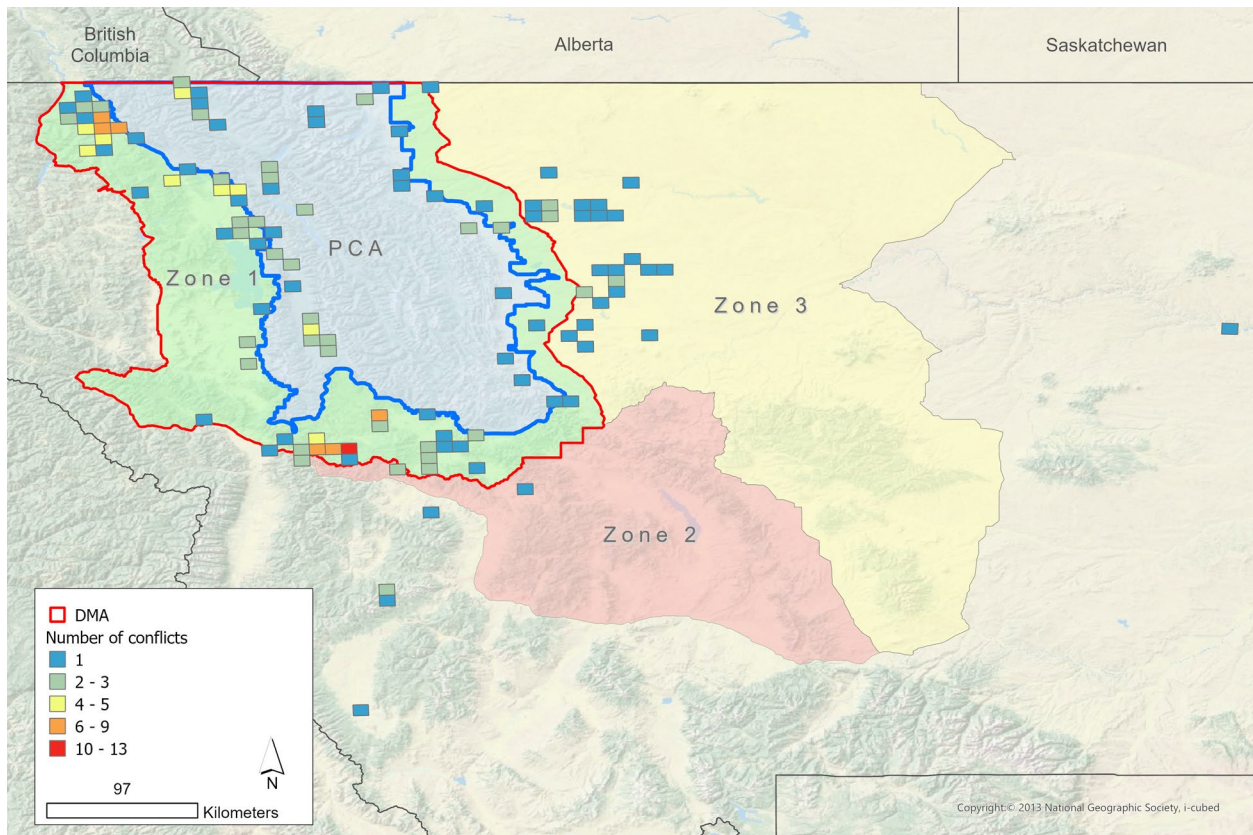 British
Columbia
Alberta
Saskatchewan
PCA
Zone 1
Zone 3
Zone 2
DMA
Number of conflicts
1
2 - 3
4 - 5
6 - 9
10 - 13
N
97
Kilometers
Copyright:© 2013 National Geographic Society, i-cubed